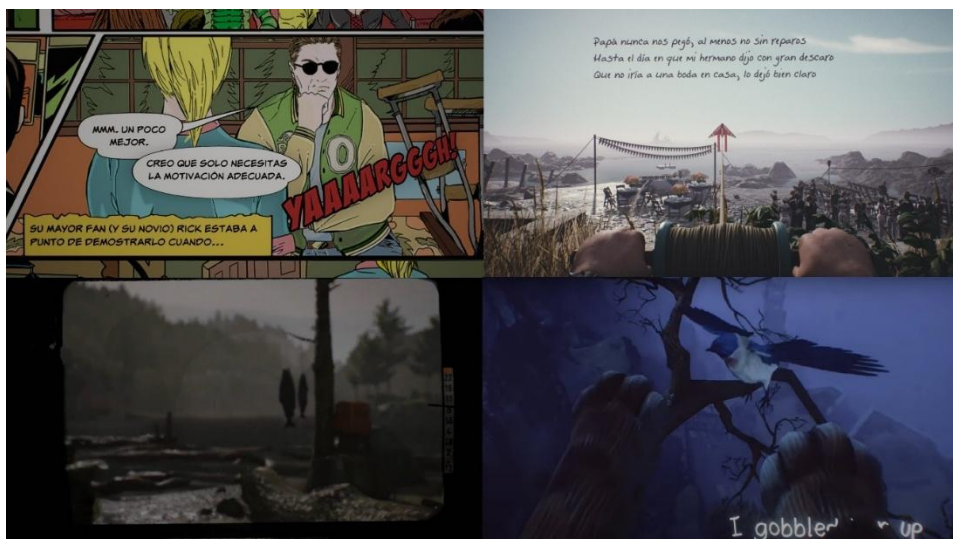 MMM. UN POCO
MEJOR.
CREO QUE SOLO NECESITAS
LA MOTIVACIÓN ADECUADA.
YAAAARGGGH!
SU MAYOR FAN (Y SU NOVIO) RICK ESTABA A
PUNTO DE DEMOSTRARLO CUANDO...
Papá nunca nos pegó, al menos no sin reparos
Hasta el día en que mi hermano dijo con gran descaro
Que no iría a una boda en casa, lo dejó bien claro
I gobbled up